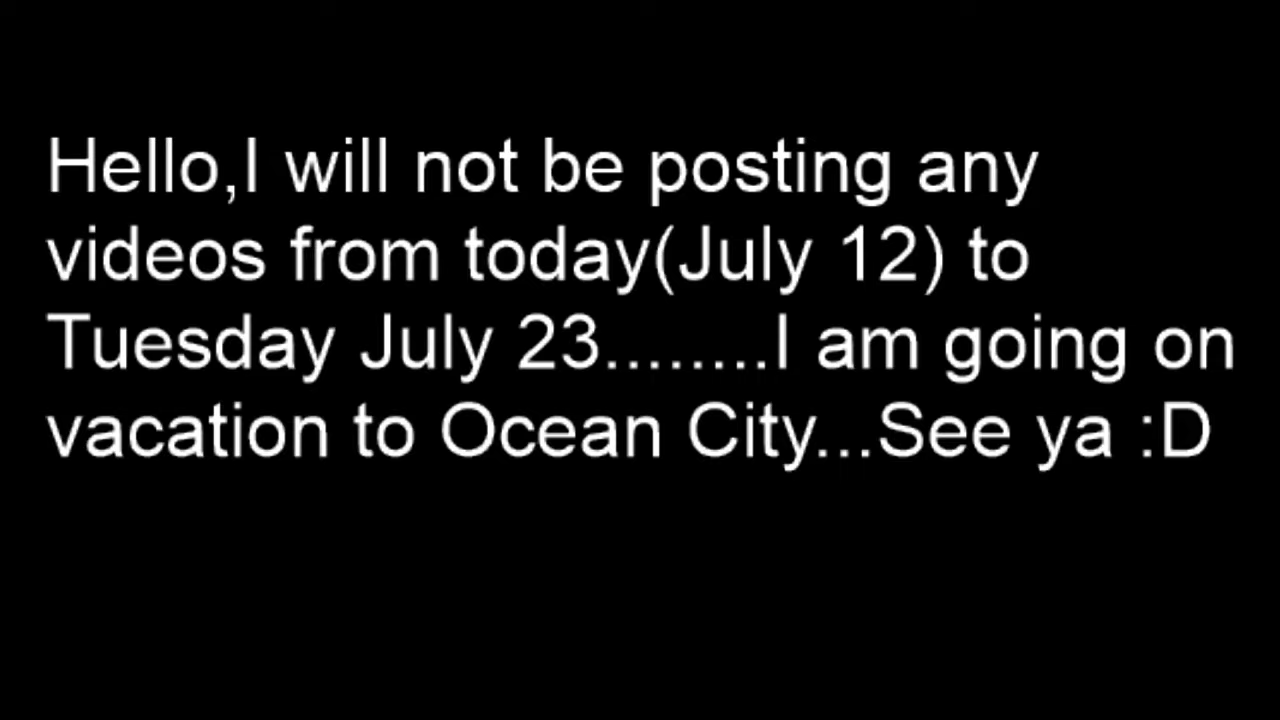 Hello,I will not be posting any
videos from today(July 12) to
Tuesday July 23........I am going on
vacation to Ocean City...See ya :D